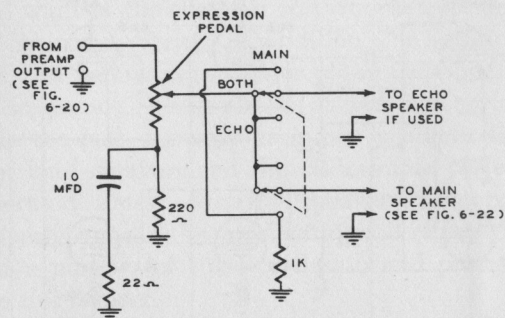 EXPRESSION
PEDAL
FROM
PREAMP
OUTPUT
(SEE
FIG.
6-20)
MAIN
BOTH
ECHO
TO ECHO
SPEAKER
IF USED
10
MFD
220
Ω
TO MAIN
SPEAKER
(SEE FIG. 6-22)
22Ω
1K